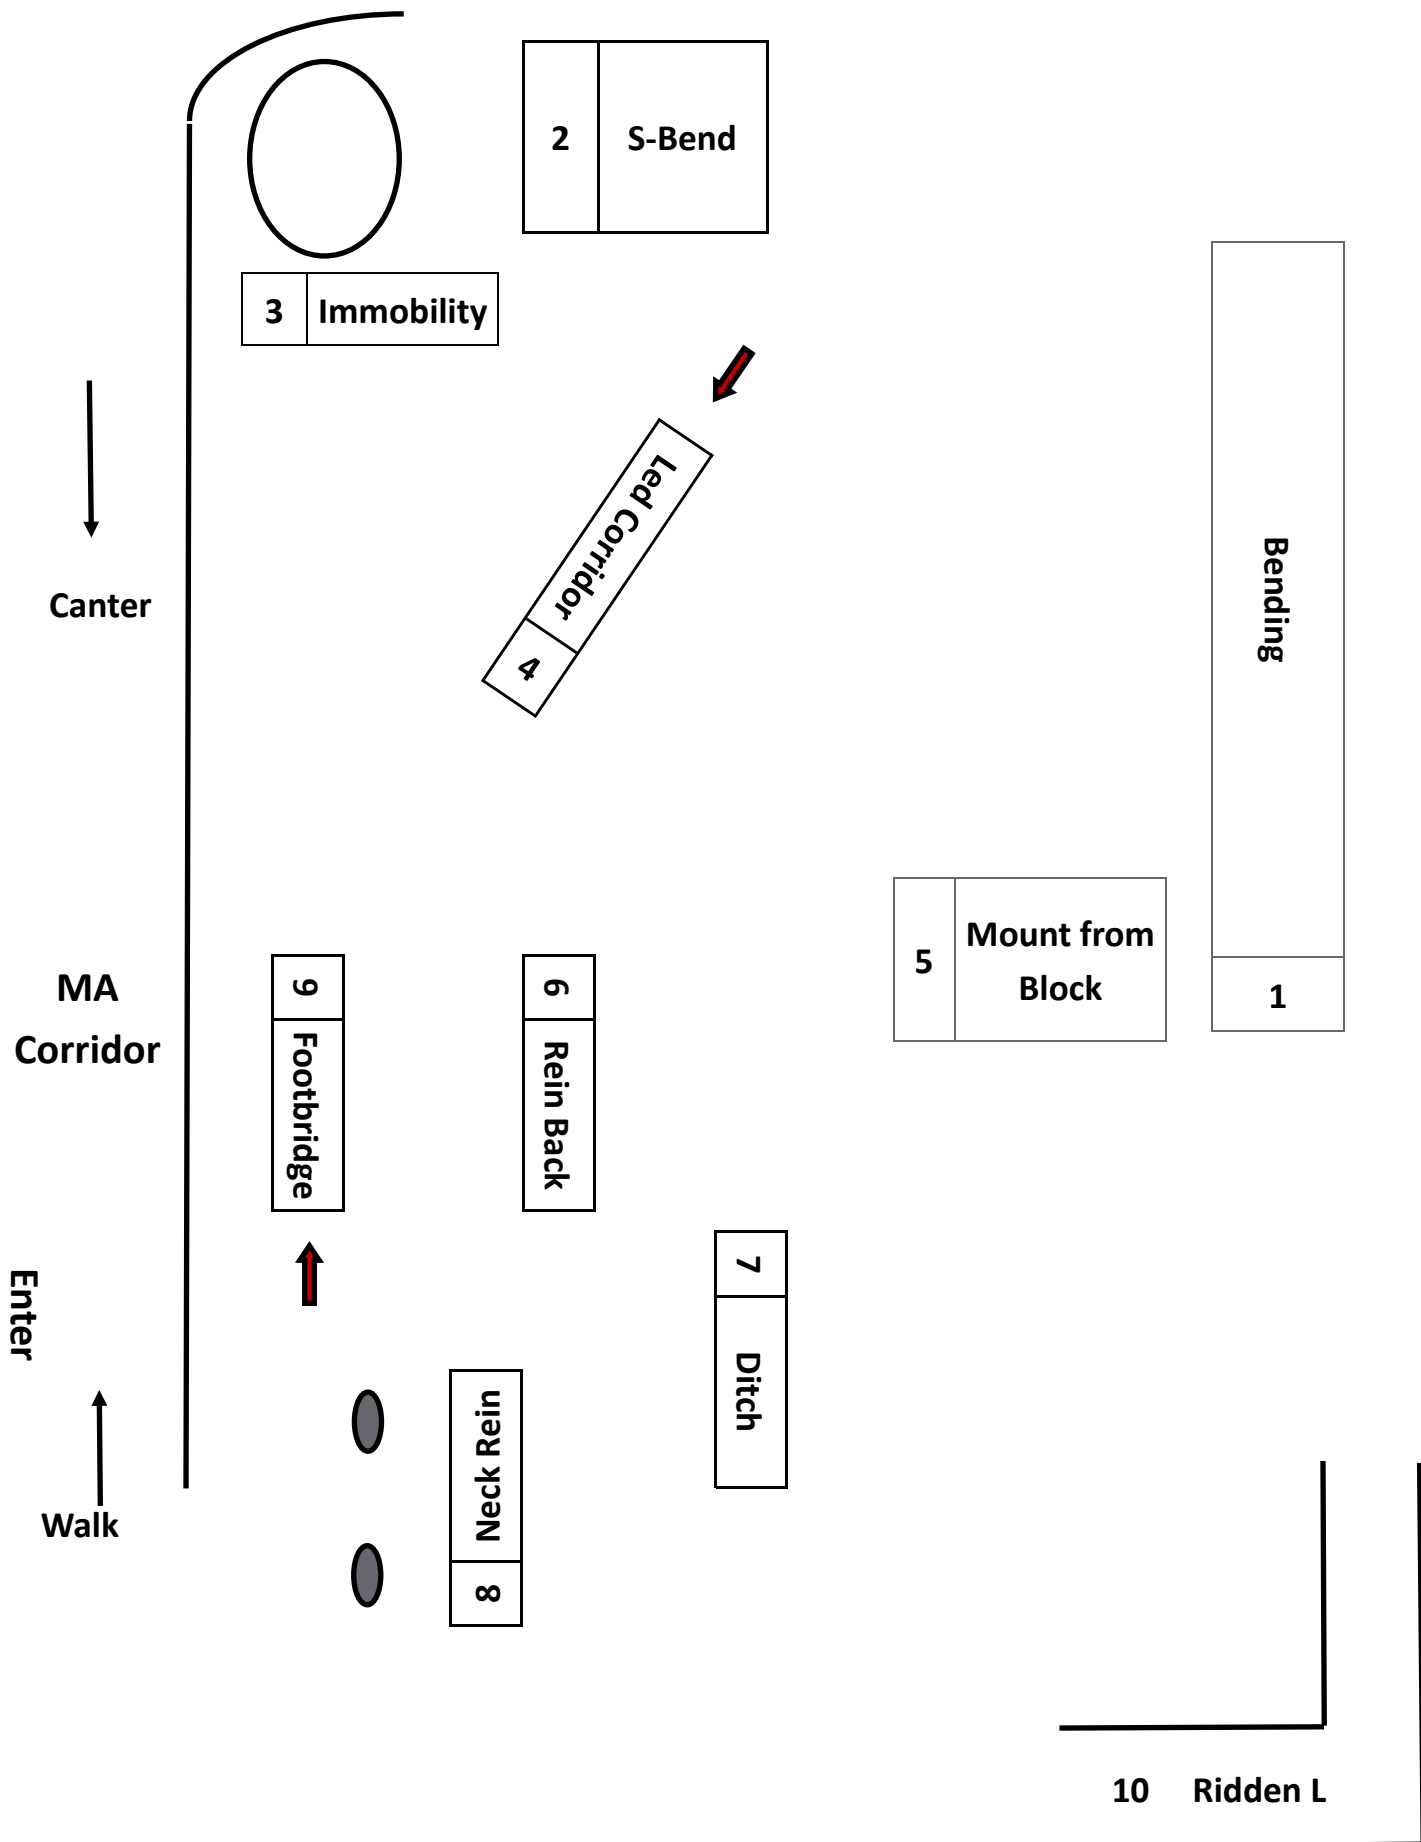 2 S-Bend
3 Immobility
Led Corridor
4
Canter
Bending
1
5 Mount from
Block
MA
Corridor
9
Footbridge
6
Rein Back
Enter
7
Ditch
Neck Rein
8
Walk
10 Ridden L